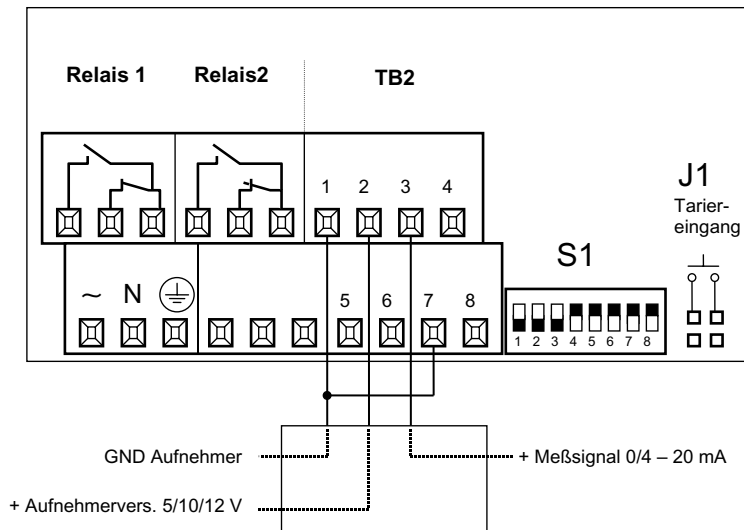 Relais 1 Relais2 TB2
1 2 3 4
J1
Tarier-
eingang
S1
~ N
5 6 7 8
1 2 3 4 5 6 7 8
GND Aufnehmer
+ Meßsignal 0/4 – 20 mA
+ Aufnehmervers. 5/10/12 V